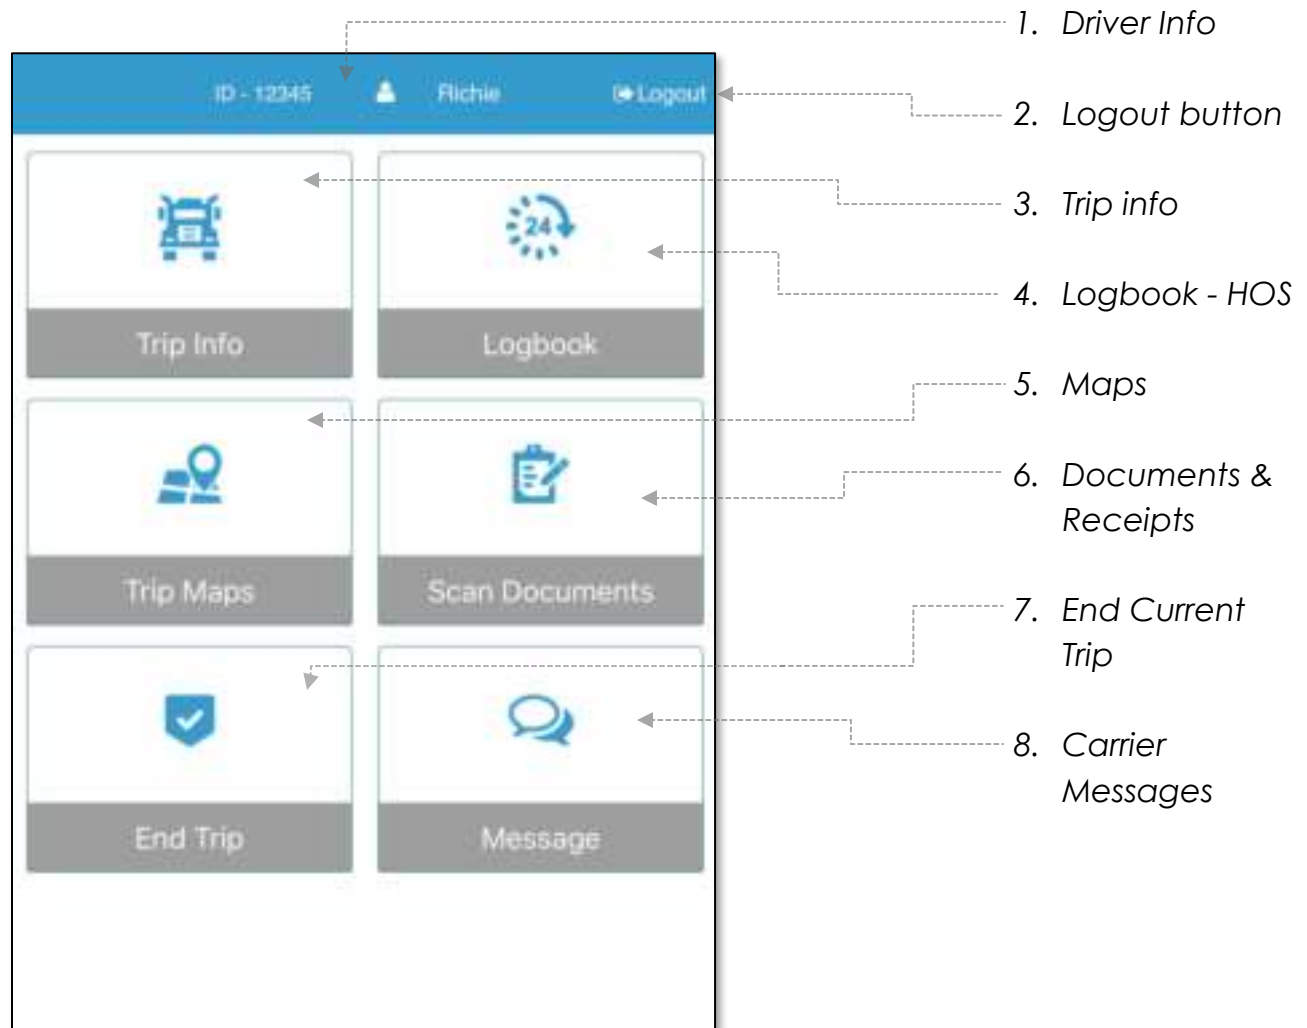 1. Driver Info
ID - 12345 Richie Logout
2. Logout button
3. Trip info
24
4. Logbook - HOS
Trip Info Logbook
5. Maps
6. Documents &
Receipts
Trip Maps Scan Documents
7. End Current
Trip
8. Carrier
Messages
End Trip Message